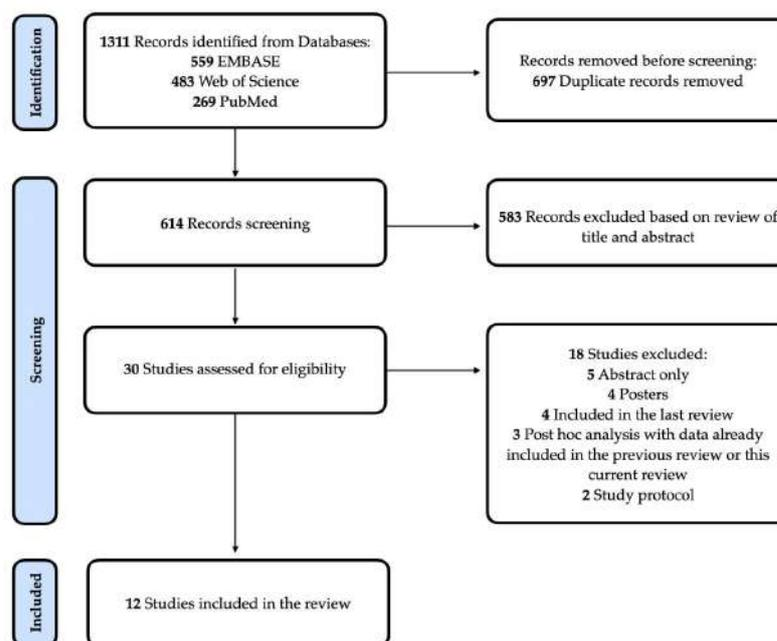 Identification
1311 Records identified from Databases:
559 EMBASE
483 Web of Science
269 PubMed
Records removed before screening:
697 Duplicate records removed
Screening
614 Records screening
583 Records excluded based on review of
title and abstract
30 Studies assessed for eligibility
18 Studies excluded:
5 Abstract only
4 Posters
4 Included in the last review
3 Post hoc analysis with data already
included in the previous review or this
current review
2 Study protocol
Included
12 Studies included in the review